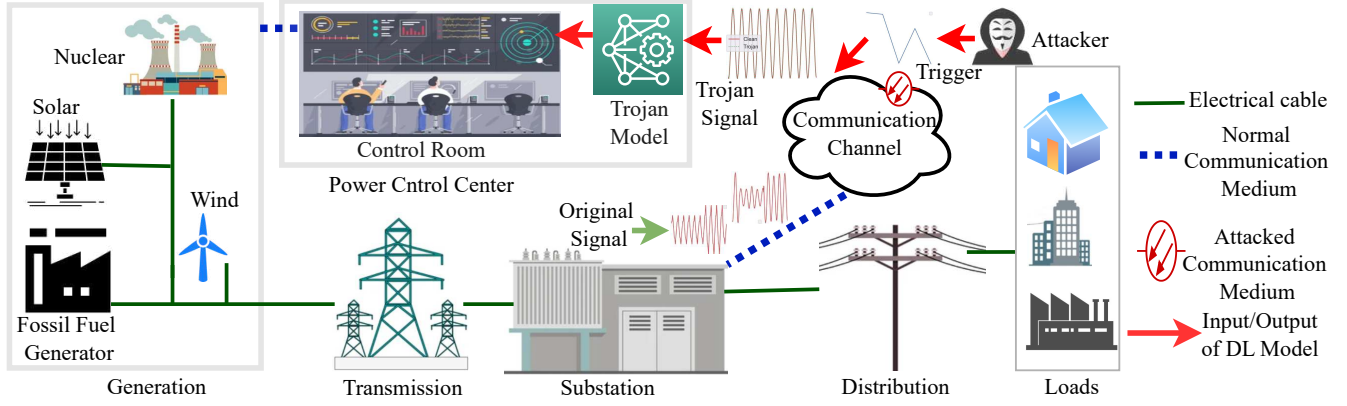 Nuclear
Solar
Wind
Fossil Fuel
Generator
Generation
Control Room
Power Cntrol Center
Trojan
Model
Clean
Trojan
Trojan
Signal
Trigger
Attacker
Communication
Channel
Original
Signal
Transmission
Substation
Distribution
Loads
Electrical cable
Normal
Communication
Medium
Attacked
Communication
Medium
Input/Output
of DL Model